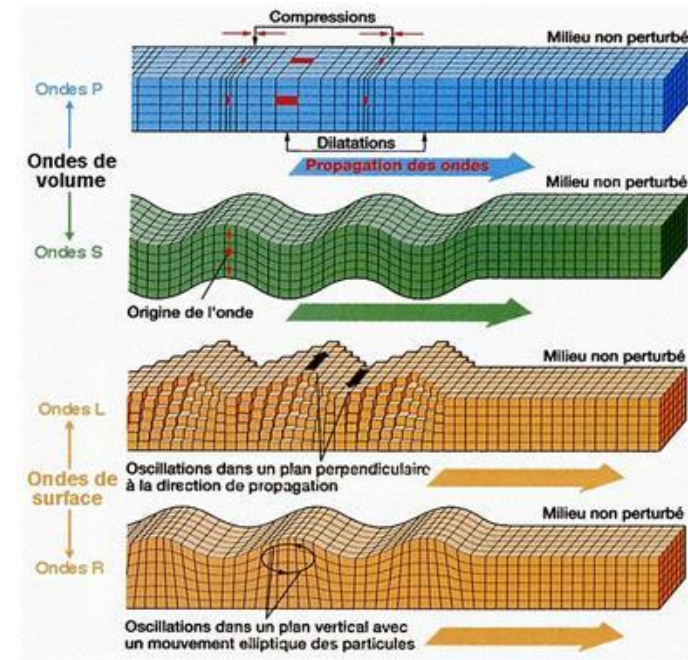 Compressions
Milieu non perturbé
Ondes P
Dilatations
Ondes de
volume
Propagation des ondes
Milieu non perturbé
Ondes S
Origine de l'onde
Milieu non perturbé
Ondes L
Oscillations dans un plan perpendiculaire
à la direction de propagation
Ondes de
surface
Milieu non perturbé
Ondes R
Oscillations dans un plan vertical avec
un mouvement elliptique des particules